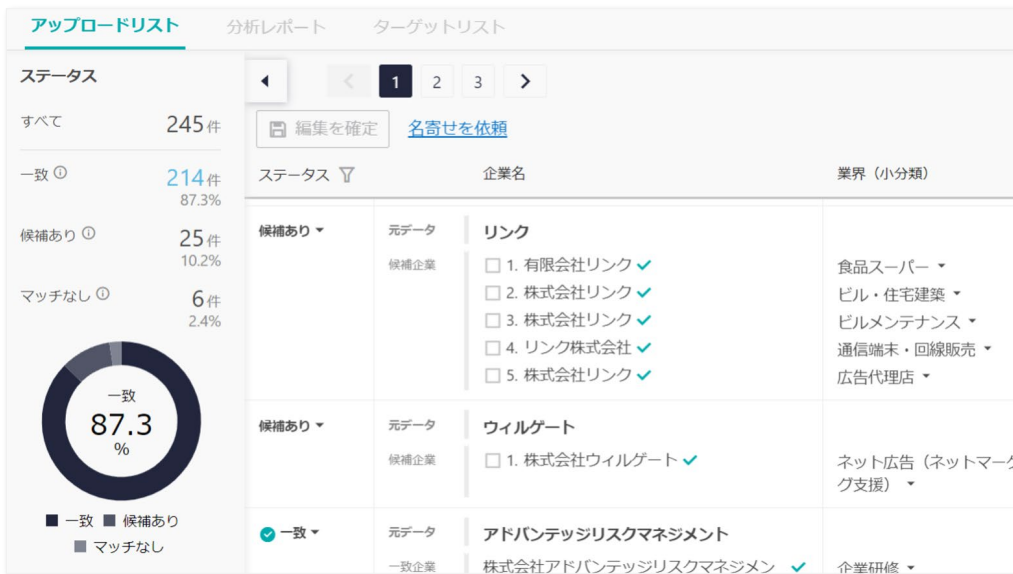 アップロードリスト 分析レポート ターゲットリスト
ステータス
すべて 245件
一致 214件
87.3%
候補あり 25件
10.2%
マッチなし 6件
2.4%
一致
87.3
%
一致 候補あり
マッチなし
1 2 3
編集を確定 名寄せを依頼
ステータス 企業名 業界（小分類）
候補あり 元データ リンク
候補企業 1. 有限会社リンク 食品スーパー
2. 株式会社リンク ビル・住宅建築
3. 株式会社リンク ビルメンテナンス
4. リンク株式会社 通信端末・回線販売
5. 株式会社リンク 広告代理店
候補あり 元データ ウィルゲート
候補企業 1. 株式会社ウィルゲート ネット広告（ネットマーケ
グ支援）
一致 元データ アドバンテッジリスクマネジメント
一致企業 株式会社アドバンテッジリスクマネジメン 企業研修